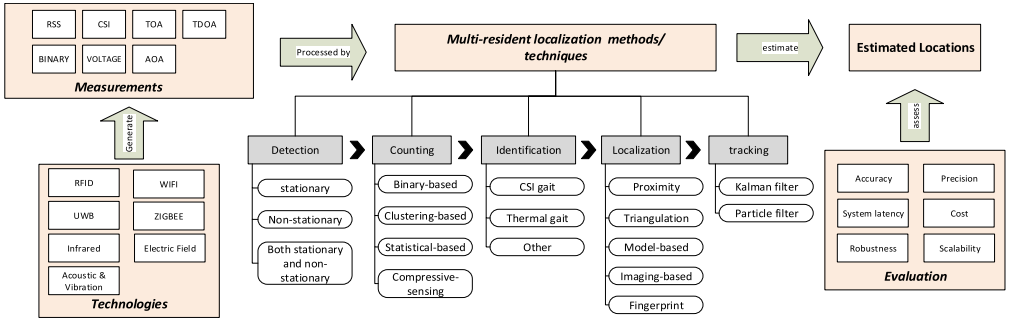 RSS
CSI
TOA
TDOA
BINARY
VOLTAGE
AOA
Measurements
Generate
RFID
WIFI
UWB
ZIGBEE
Infrared
Electric Field
Acoustic &
Vibration
Technologies
Processed by
Multi-resident localization methods/
techniques
Detection
stationary
Non-stationary
Both stationary
and non-
stationary
Counting
Binary-based
Clustering-based
Statistical-based
Compressive-
sensing
Identification
CSI gait
Thermal gait
Other
Localization
Proximity
Triangulation
Model-based
Imaging-based
Fingerprint
tracking
Kalman filter
Particle filter
estimate
Estimated Locations
assess
Accuracy
Precision
System latency
Cost
Robustness
Scalability
Evaluation